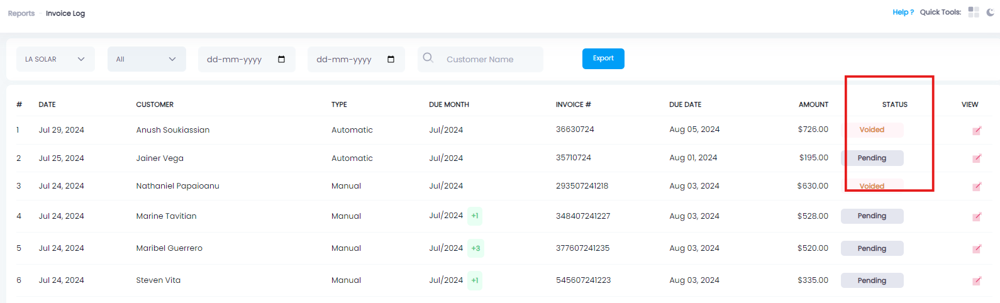 Reports - Invoice Log Help ? Quick Tools:
LA SOLAR All dd-mm-yyyy dd-mm-yyyy Customer Name Export
# DATE CUSTOMER TYPE DUE MONTH INVOICE # DUE DATE AMOUNT STATUS VIEW
1 Jul 29, 2024 Anush Soukiassian Automatic Jul/2024 36630724 Aug 05, 2024 $726.00 Voided
2 Jul 25, 2024 Jainer Vega Automatic Jul/2024 35710724 Aug 01, 2024 $195.00 Pending
3 Jul 24, 2024 Nathaniel Papaioanu Manual Jul/2024 293507241218 Aug 03, 2024 $630.00 Voided
4 Jul 24, 2024 Marine Tavitian Manual Jul/2024 +1 348407241227 Aug 03, 2024 $528.00 Pending
5 Jul 24, 2024 Maribel Guerrero Manual Jul/2024 +3 377607241235 Aug 03, 2024 $520.00 Pending
6 Jul 24, 2024 Steven Vita Manual Jul/2024 +1 545607241223 Aug 03, 2024 $335.00 Pending